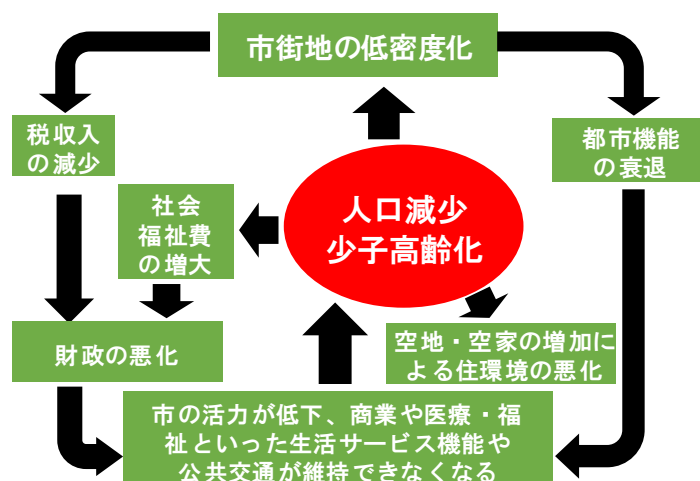 市街地の低密度化
税収入
の減少
都市機能
の衰退
人口減少
少子高齢化
社会
福祉費
の増大
財政の悪化
空地・空家の増加に
よる住環境の悪化
市の活力が低下、商業や医療・福
祉といった生活サービス機能や
公共交通が維持できなくなる